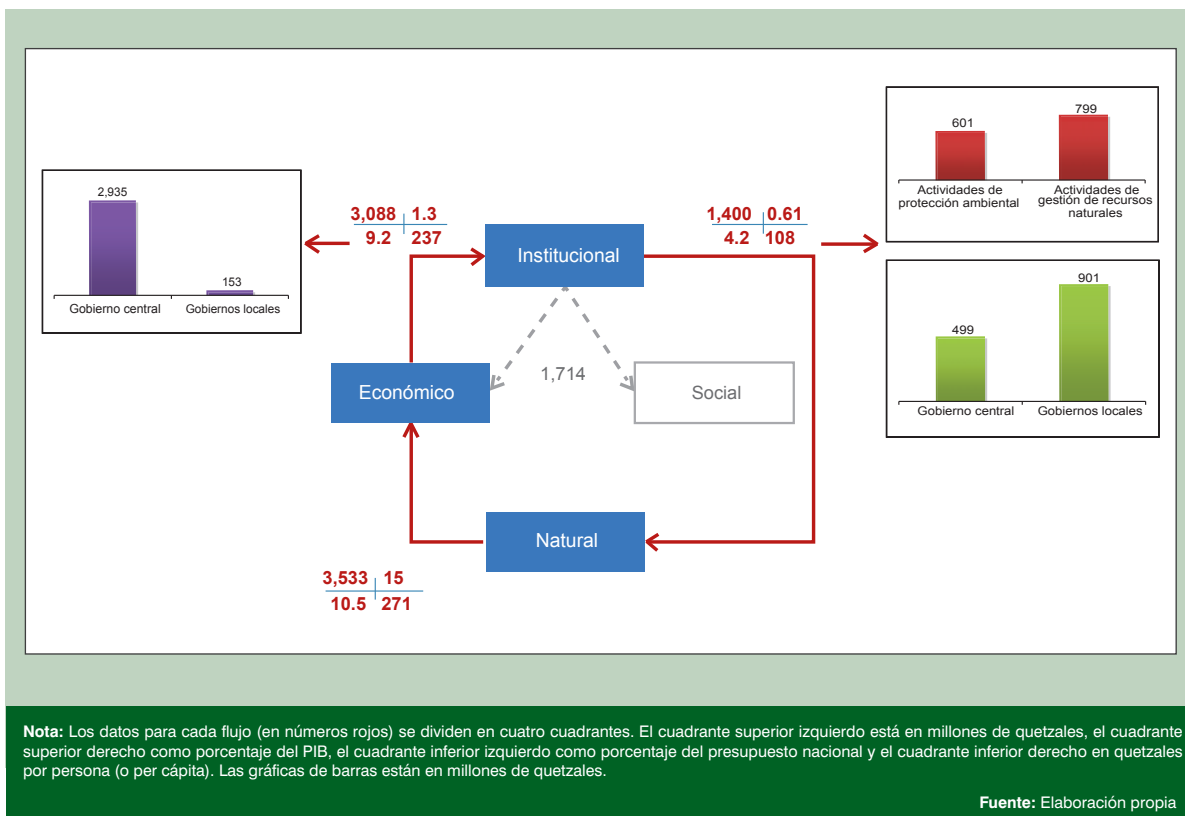 601
799
Actividades de
protección ambiental
Actividades de
gestión de recursos
naturales
2,935
153
Gobierno central
Gobiernos locales
3,088 1.3
9.2 237
1,400 0.61
4.2 108
Institucional
901
499
Gobierno central
Gobiernos locales
Económico
1,714
Social
Natural
3,533 15
10.5 271
Nota: Los datos para cada flujo (en números rojos) se dividen en cuatro cuadrantes. El cuadrante superior izquierdo está en millones de quetzales, el cuadrante
superior derecho como porcentaje del PIB, el cuadrante inferior izquierdo como porcentaje del presupuesto nacional y el cuadrante inferior derecho en quetzales
por persona (o per cápita). Las gráficas de barras están en millones de quetzales.
Fuente: Elaboración propia